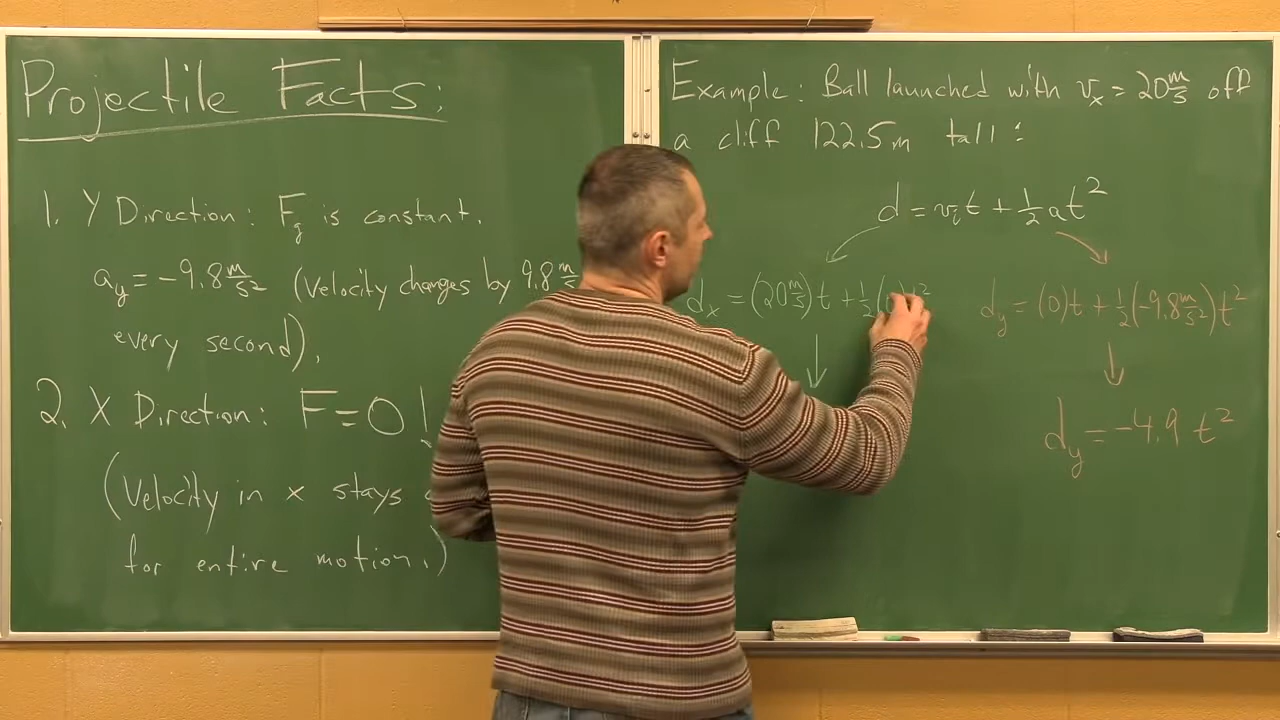 Projectile Facts:
1. Y Direction: Fg is constant.
ay = -9.8 m/s² (Velocity changes by 9.8 m/s
every second).
2. X Direction: F = 0!
(Velocity in x stays
for entire motion.)
Example: Ball launched with vx = 20 m/s off
a cliff 122.5m tall:
d = vit + 1/2 at²
dx = (20 m/s)t + 1/2(0)t²
dy = (0)t + 1/2(-9.8 m/s²)t²
dy = -4.9 t²